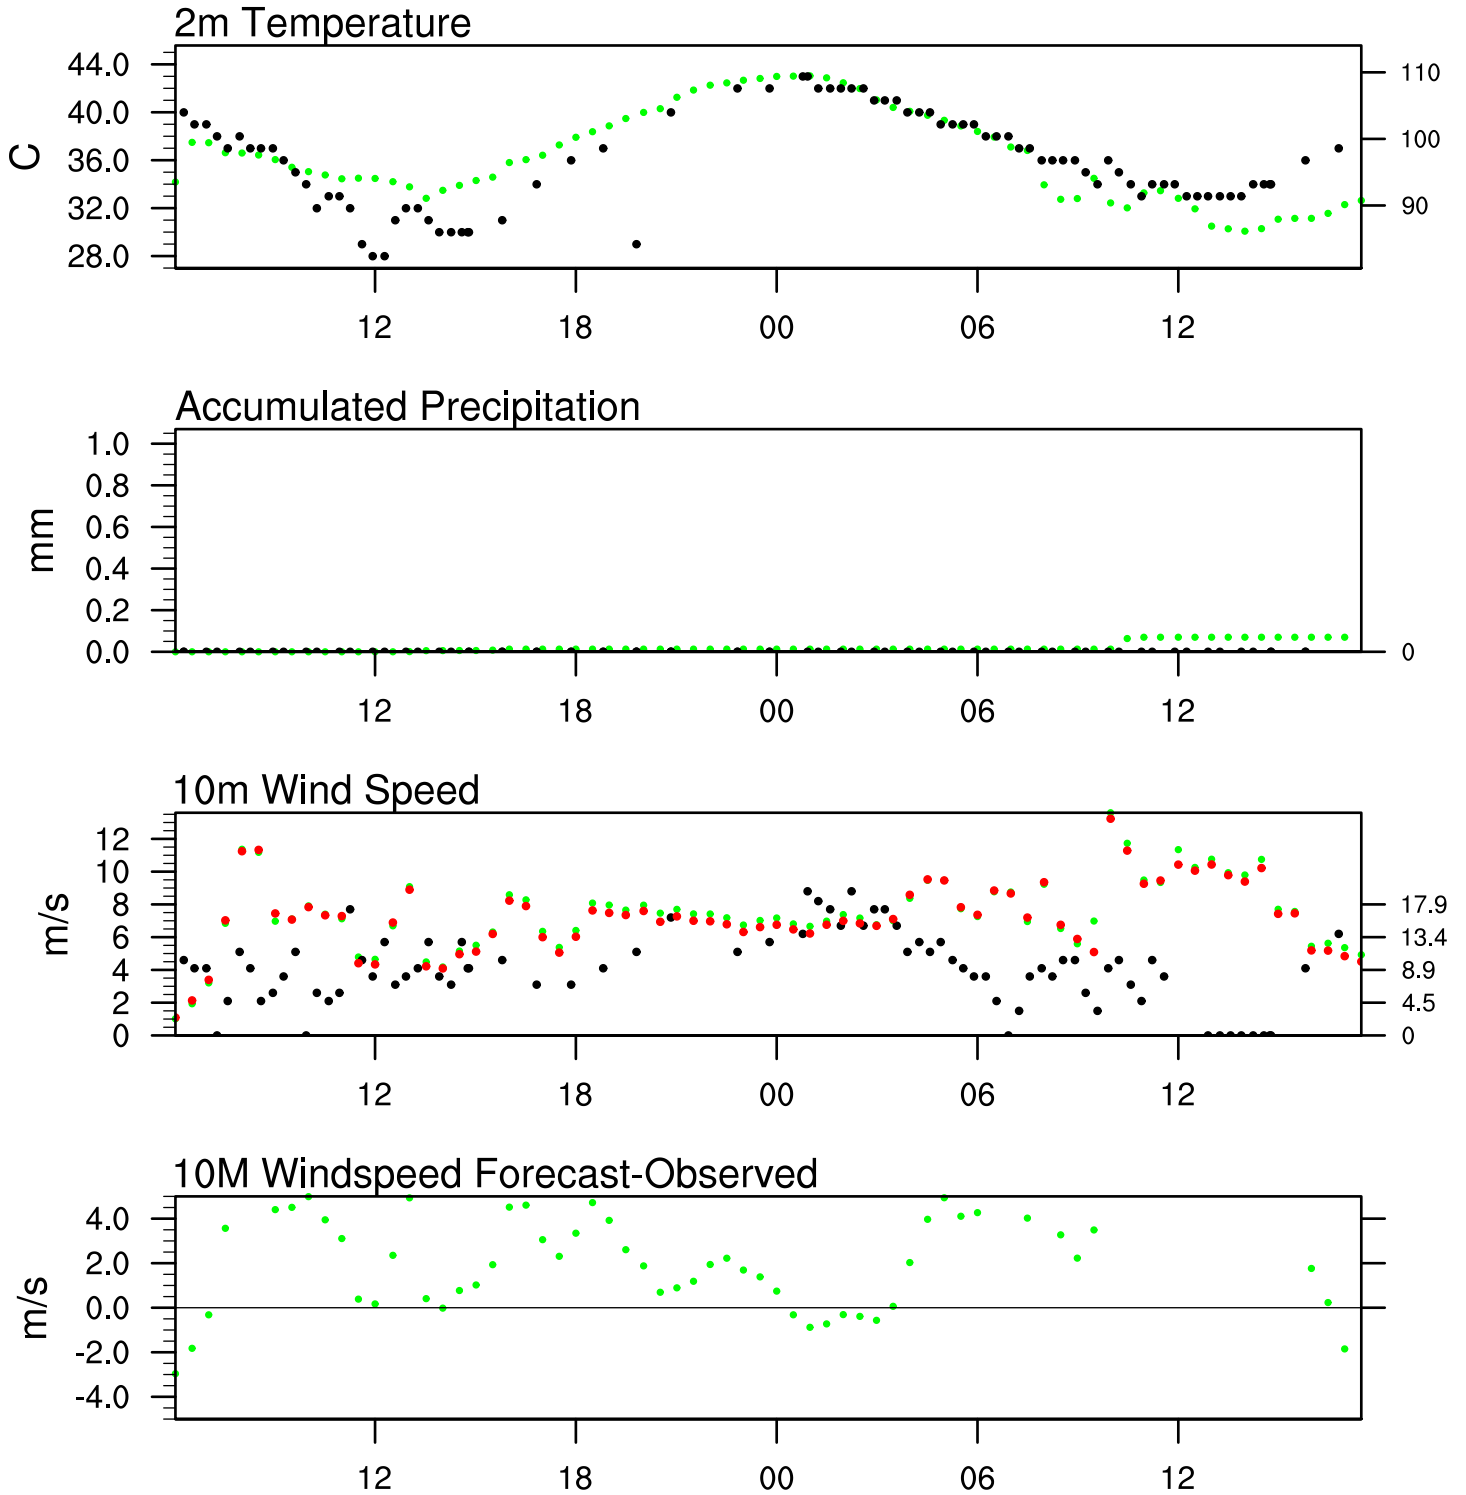 2m Temperature
44.0
40.0
36.0
32.0
28.0
C
110
100
90
12 18 00 06 12
Accumulated Precipitation
1.0
0.8
0.6
0.4
0.2
0.0
mm
0
12 18 00 06 12
10m Wind Speed
12
10
8
6
4
2
0
m/s
17.9
13.4
8.9
4.5
0
12 18 00 06 12
10M Windspeed Forecast-Observed
4.0
2.0
0.0
-2.0
-4.0
m/s
12 18 00 06 12